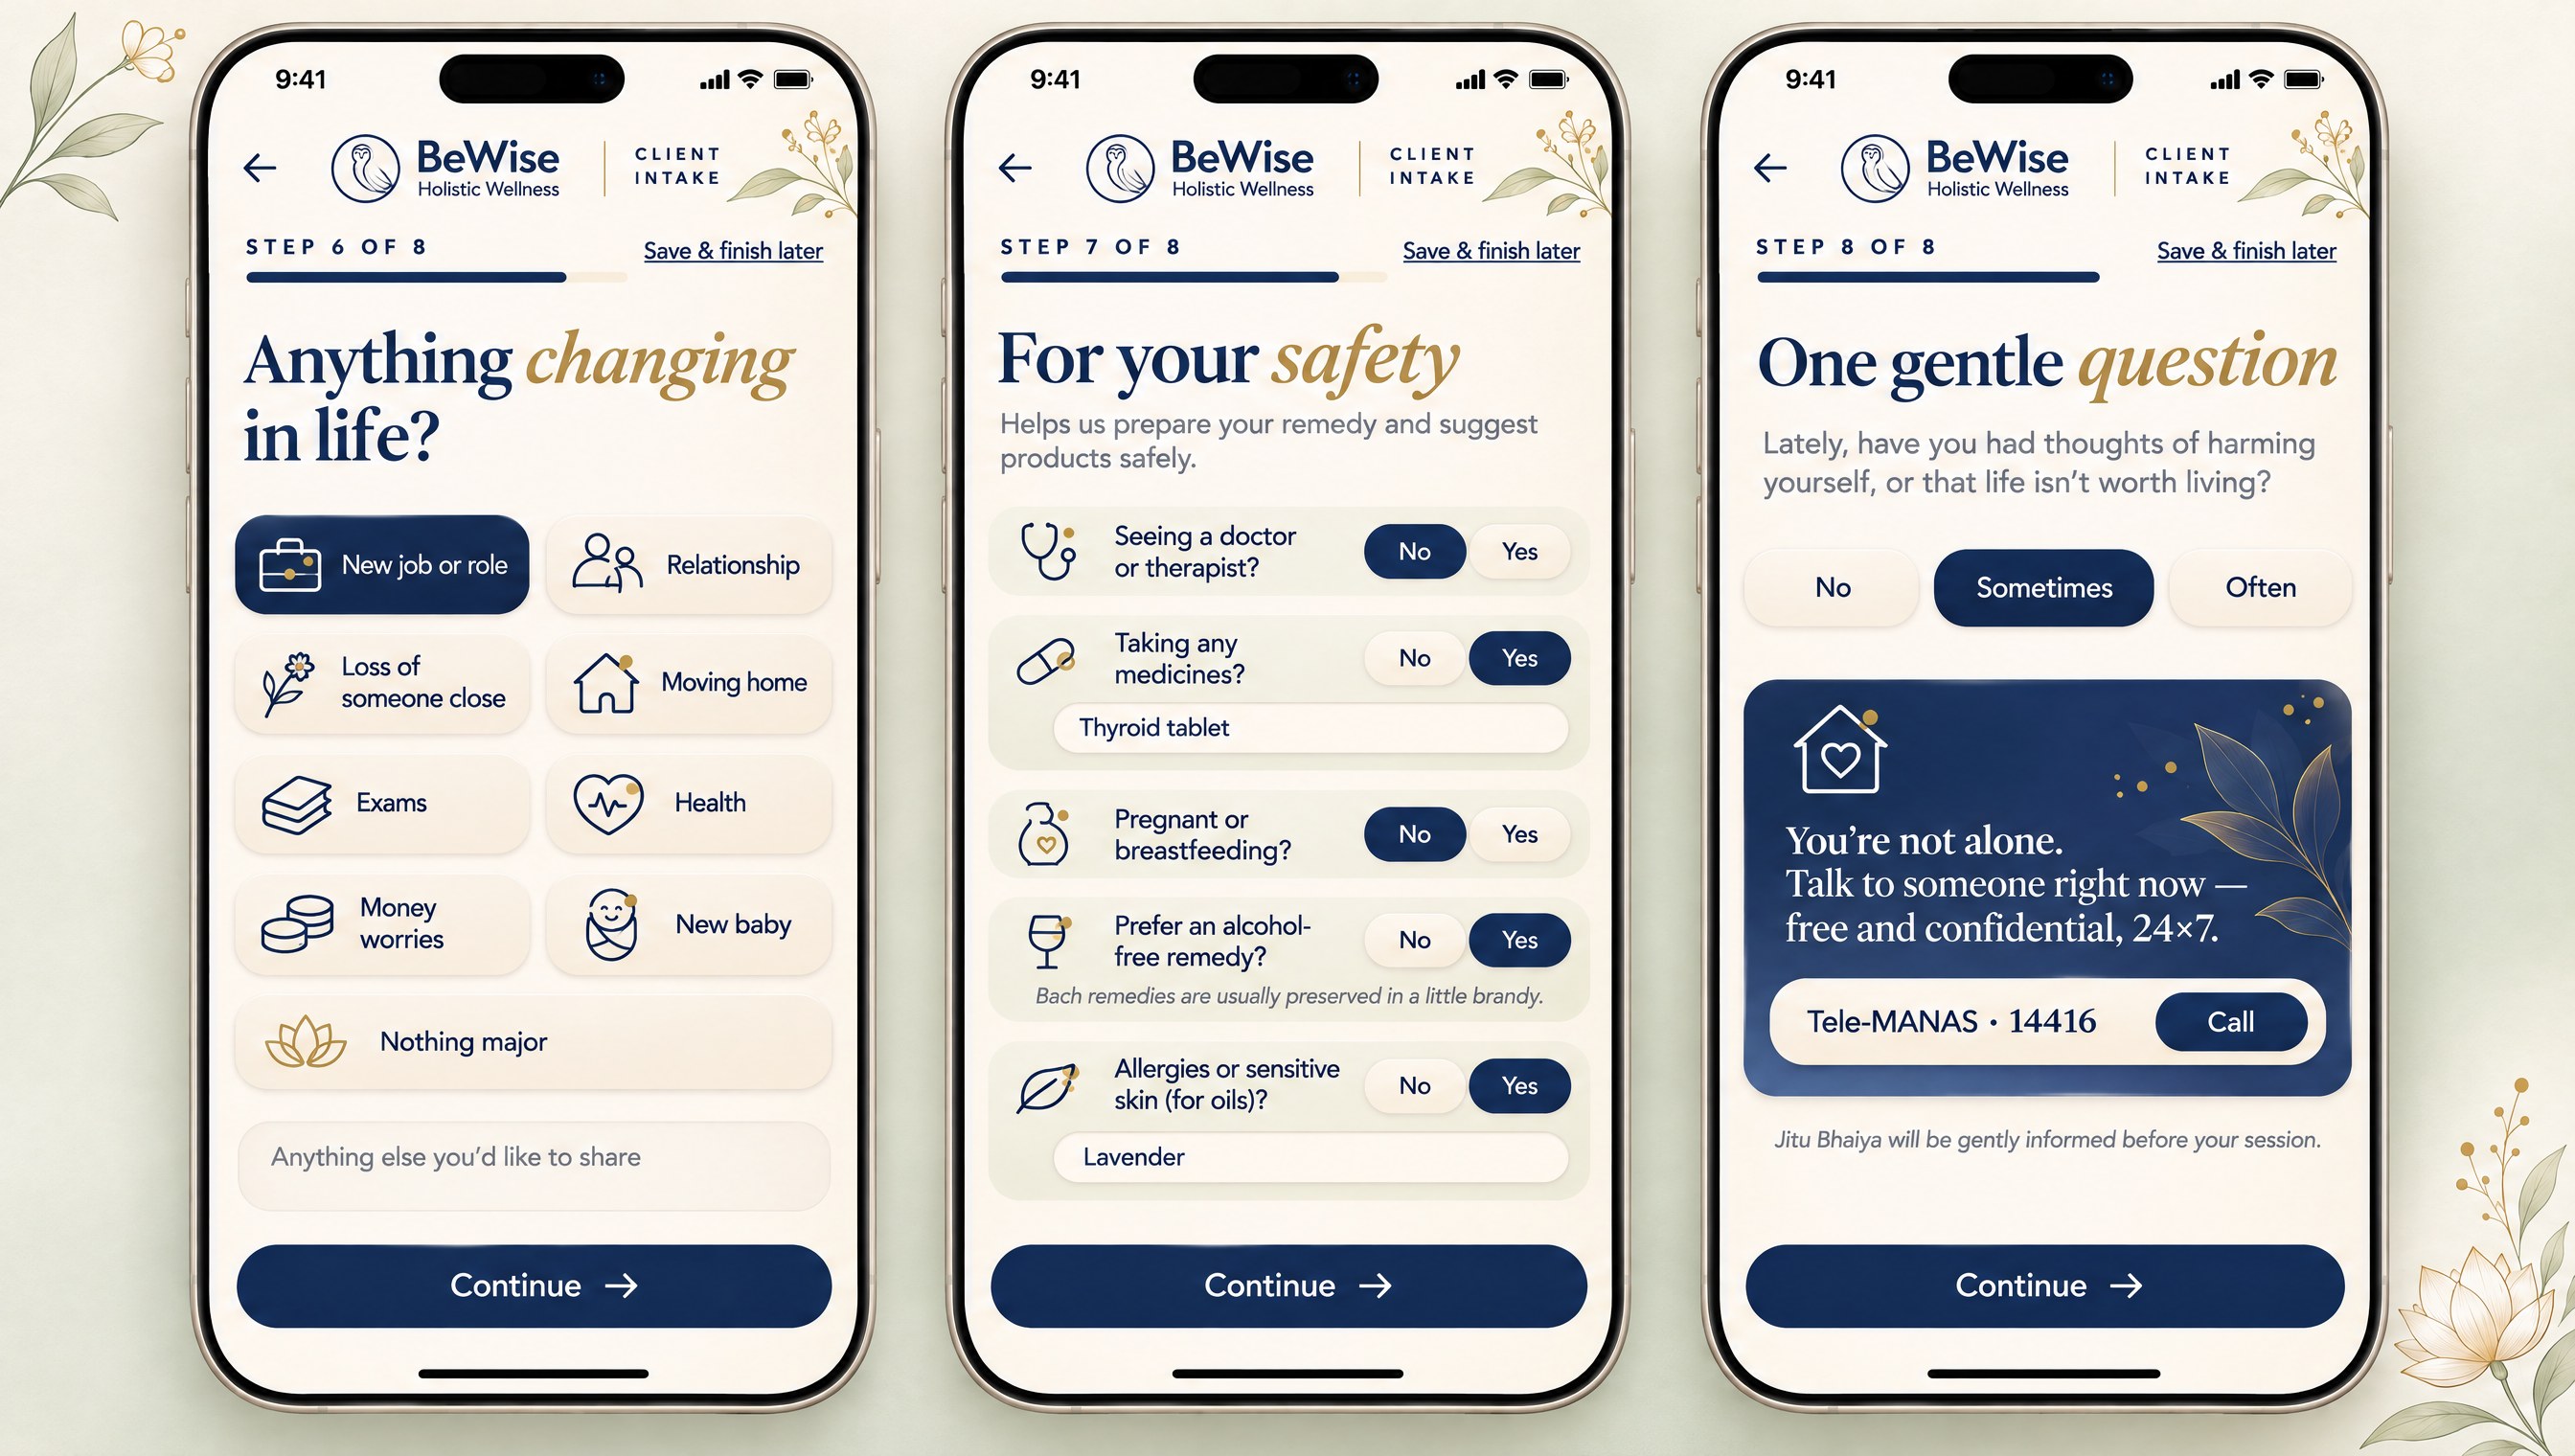 9:41
BeWise
Holistic Wellness
CLIENT
INTAKE
STEP 6 OF 8
Save & finish later
Anything changing
in life?
New job or role
Relationship
Loss of
someone close
Moving home
Exams
Health
Money
worries
New baby
Nothing major
Anything else you'd like to share
Continue →
9:41
BeWise
Holistic Wellness
CLIENT
INTAKE
STEP 7 OF 8
Save & finish later
For your safety
Helps us prepare your remedy and suggest
products safely.
Seeing a doctor
or therapist?
No
Yes
Taking any
medicines?
No
Yes
Thyroid tablet
Pregnant or
breastfeeding?
No
Yes
Prefer an alcohol-
free remedy?
No
Yes
Bach remedies are usually preserved in a little brandy.
Allergies or sensitive
skin (for oils)?
No
Yes
Lavender
Continue →
9:41
BeWise
Holistic Wellness
CLIENT
INTAKE
STEP 8 OF 8
Save & finish later
One gentle question
Lately, have you had thoughts of harming
yourself, or that life isn't worth living?
No
Sometimes
Often
You're not alone.
Talk to someone right now —
free and confidential, 24×7.
Tele-MANAS • 14416
Call
Jitu Bhaiya will be gently informed before your session.
Continue →